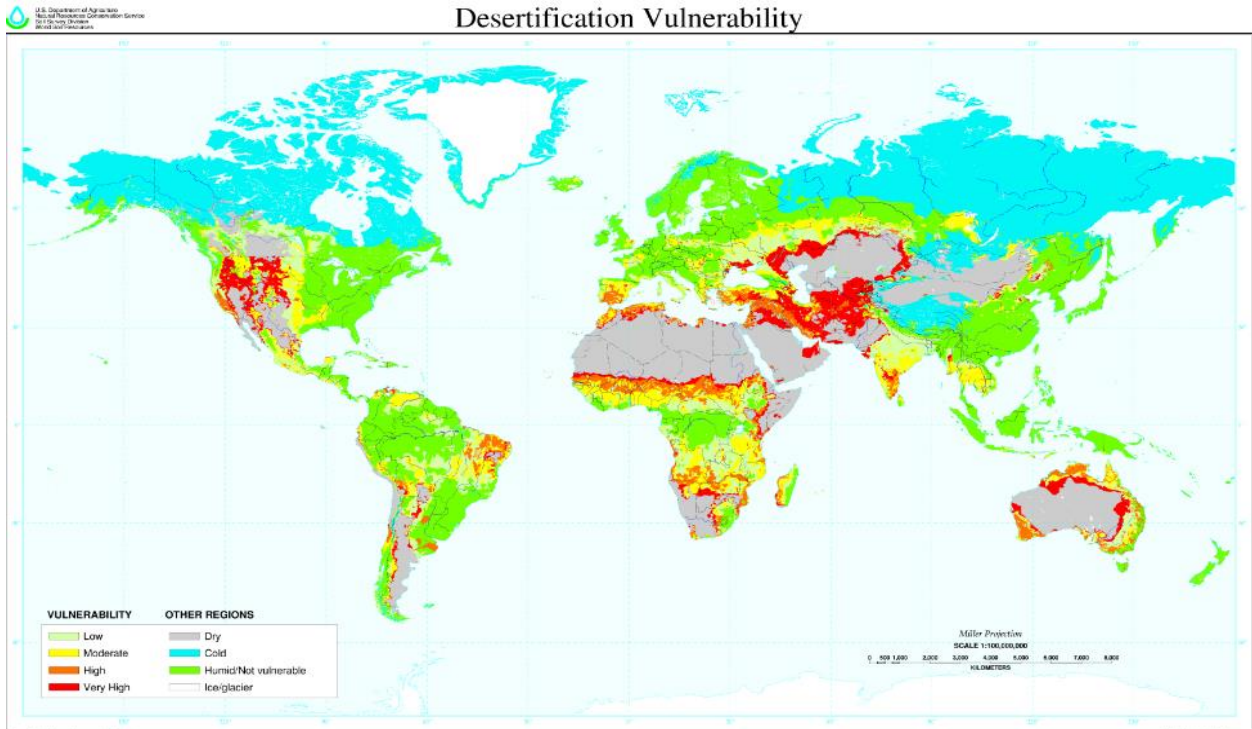 U.S. Department of Agriculture
Natural Resources Conservation Service
Soil Survey Division
World Soil Resources
Desertification Vulnerability
VULNERABILITY
Low
Moderate
High
Very High
OTHER REGIONS
Dry
Cold
Humid/Not vulnerable
Ice/glacier
Miller Projection
SCALE 1:100,000,000
0 500 1,000 2,000 3,000 4,000 5,000 6,000 7,000 8,000
KILOMETERS